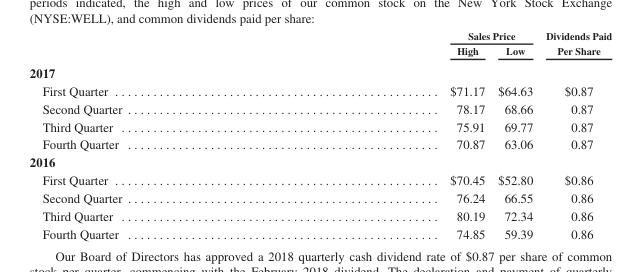 periods indicated, the high and low prices of our common stock on the New York Stock Exchange
(NYSE:WELL), and common dividends paid per share:
Sales Price Dividends Paid
High Low Per Share
2017
First Quarter .................................................. $71.17 $64.63 $0.87
Second Quarter ................................................ 78.17 68.66 0.87
Third Quarter ................................................. 75.91 69.77 0.87
Fourth Quarter ................................................ 70.87 63.06 0.87
2016
First Quarter .................................................. $70.45 $52.80 $0.86
Second Quarter ................................................ 76.24 66.55 0.86
Third Quarter ................................................. 80.19 72.34 0.86
Fourth Quarter ................................................ 74.85 59.39 0.86
Our Board of Directors has approved a 2018 quarterly cash dividend rate of $0.87 per share of common
stock per quarter, commencing with the February 2018 dividend. The declaration and payment of quarterly